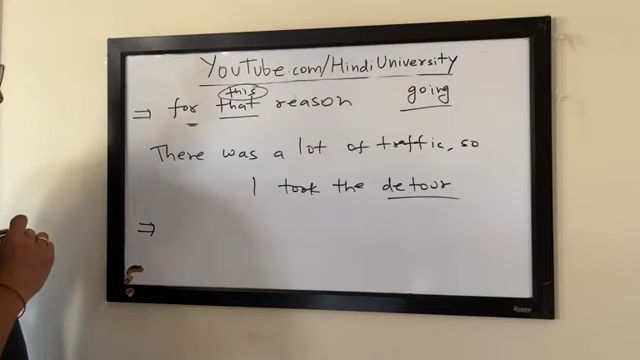 YouTube.com/HindiUniversity
this
⇒ for that reason going
There was a lot of traffic, so
I took the detour
⇒